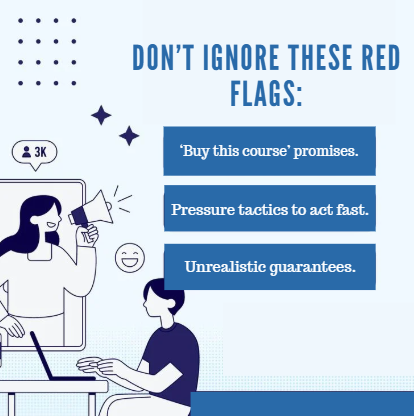 DON'T IGNORE THESE RED
FLAGS:
'Buy this course' promises.
3K
Pressure tactics to act fast.
Unrealistic guarantees.